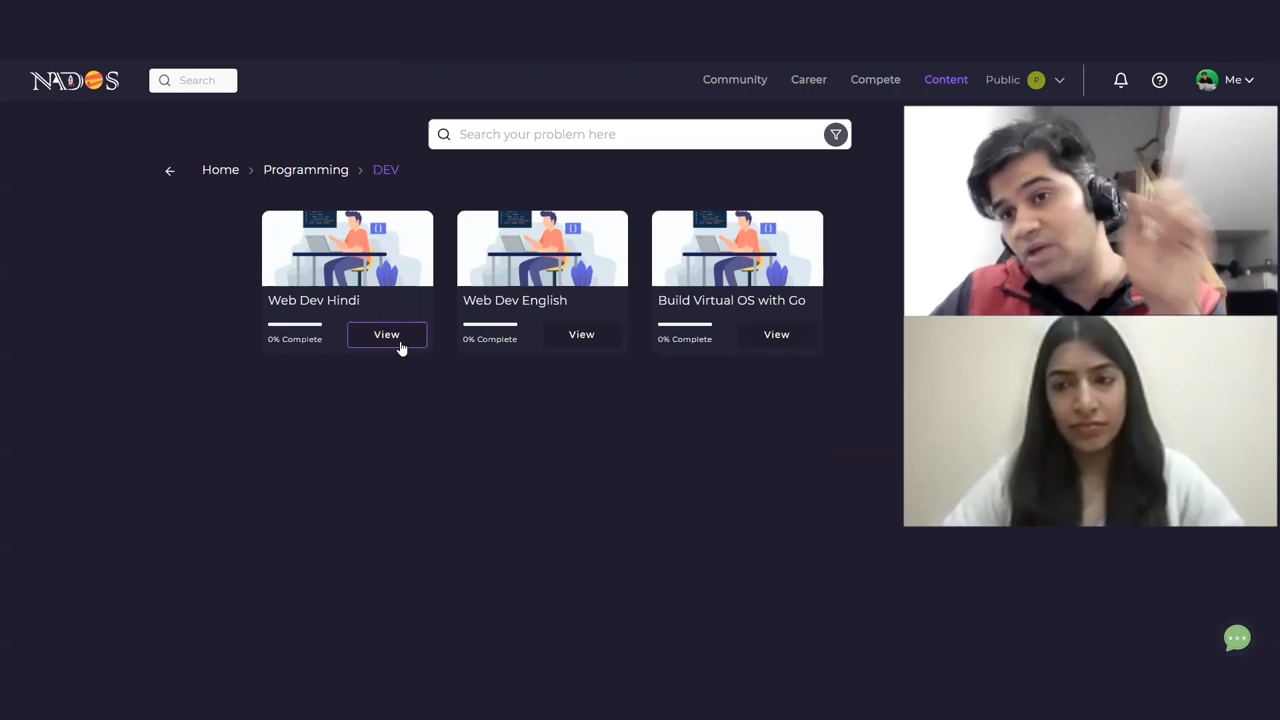 NADOS
Search
Community
Career
Compete
Content
Public
P
Me
Search your problem here
Home > Programming > DEV
Web Dev Hindi
0% Complete
View
Web Dev English
0% Complete
View
Build Virtual OS with Go
0% Complete
View